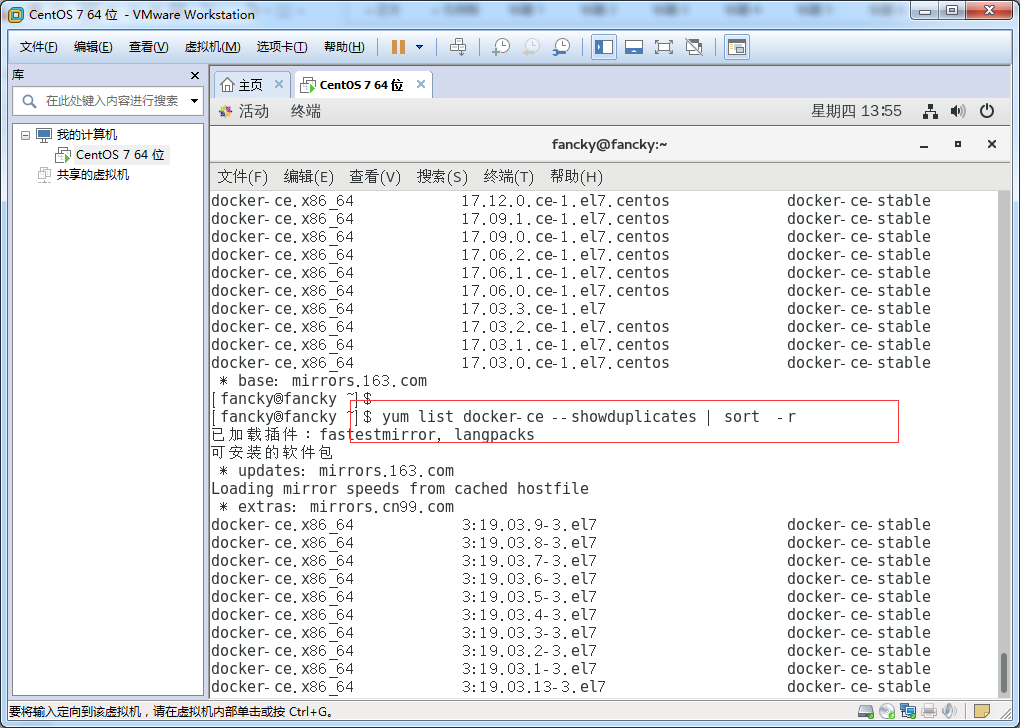 CentOS 7 64 位 - VMware Workstation
文件(F) 编辑(E) 查看(V) 虚拟机(M) 选项卡(T) 帮助(H)
库
在此处键入内容进行搜索
我的计算机
CentOS 7 64 位
共享的虚拟机
主页 CentOS 7 64 位
活动 终端 星期四 13:55
fancky@fancky:~
文件(F) 编辑(E) 查看(V) 搜索(S) 终端(T) 帮助(H)
docker-ce.x86_64 17.12.0.ce-1.el7.centos docker-ce-stable
docker-ce.x86_64 17.09.1.ce-1.el7.centos docker-ce-stable
docker-ce.x86_64 17.09.0.ce-1.el7.centos docker-ce-stable
docker-ce.x86_64 17.06.2.ce-1.el7.centos docker-ce-stable
docker-ce.x86_64 17.06.1.ce-1.el7.centos docker-ce-stable
docker-ce.x86_64 17.06.0.ce-1.el7.centos docker-ce-stable
docker-ce.x86_64 17.03.3.ce-1.el7 docker-ce-stable
docker-ce.x86_64 17.03.2.ce-1.el7.centos docker-ce-stable
docker-ce.x86_64 17.03.1.ce-1.el7.centos docker-ce-stable
docker-ce.x86_64 17.03.0.ce-1.el7.centos docker-ce-stable
* base: mirrors.163.com
[fancky@fancky ~]$
[fancky@fancky ~]$ yum list docker-ce --showduplicates | sort -r
已加载插件：fastestmirror, langpacks
可安装的软件包
* updates: mirrors.163.com
Loading mirror speeds from cached hostfile
* extras: mirrors.cn99.com
docker-ce.x86_64 3:19.03.9-3.el7 docker-ce-stable
docker-ce.x86_64 3:19.03.8-3.el7 docker-ce-stable
docker-ce.x86_64 3:19.03.7-3.el7 docker-ce-stable
docker-ce.x86_64 3:19.03.6-3.el7 docker-ce-stable
docker-ce.x86_64 3:19.03.5-3.el7 docker-ce-stable
docker-ce.x86_64 3:19.03.4-3.el7 docker-ce-stable
docker-ce.x86_64 3:19.03.3-3.el7 docker-ce-stable
docker-ce.x86_64 3:19.03.2-3.el7 docker-ce-stable
docker-ce.x86_64 3:19.03.1-3.el7 docker-ce-stable
docker-ce.x86_64 3:19.03.13-3.el7 docker-ce-stable
要将输入定向到该虚拟机，请在虚拟机内部单击或按 Ctrl+G。